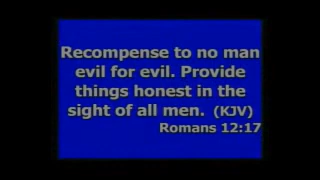 Recompense to no man
evil for evil. Provide
things honest in the
sight of all men. (KJV)
Romans 12:17